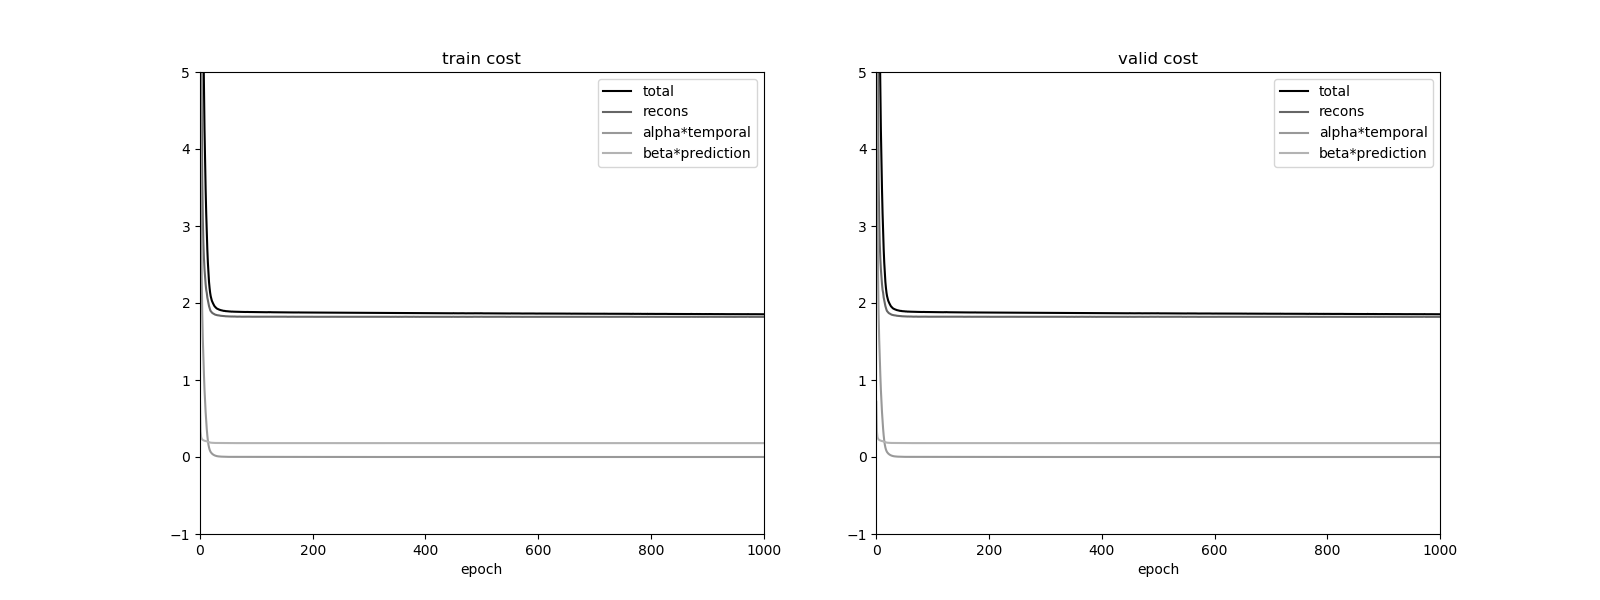 train cost
5
4
3
2
1
0
−1
0 200 400 600 800 1000
epoch
total
recons
alpha*temporal
beta*prediction
valid cost
5
4
3
2
1
0
−1
0 200 400 600 800 1000
epoch
total
recons
alpha*temporal
beta*prediction